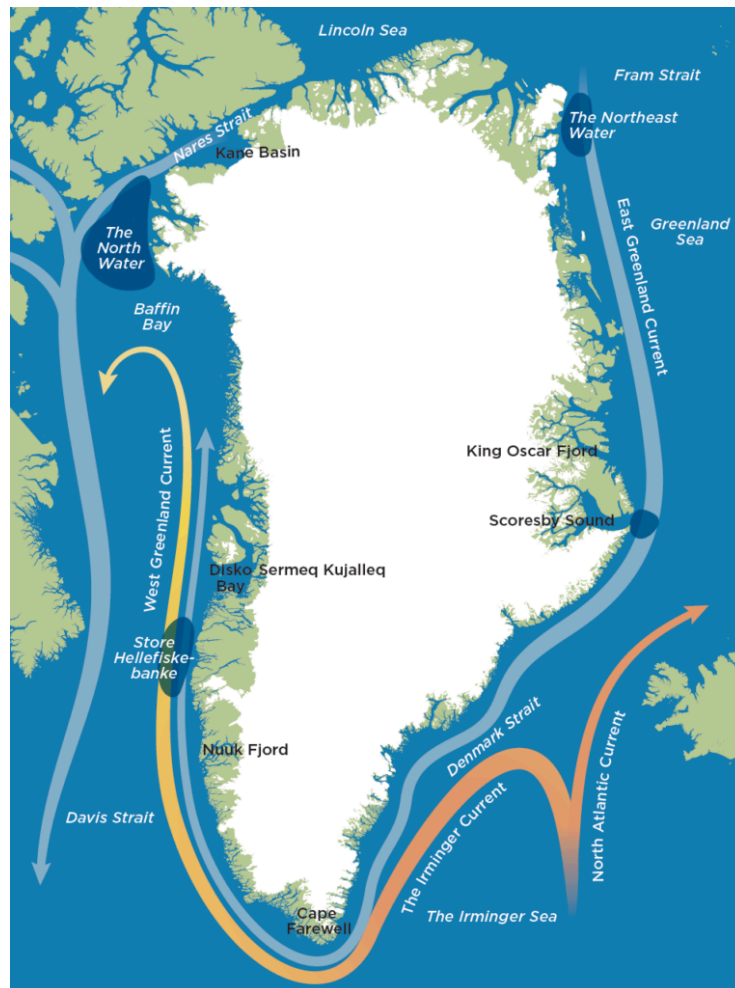 Lincoln Sea
Fram Strait
The Northeast
Water
Nares Strait
Kane Basin
East Greenland Current
Greenland
Sea
The
North
Water
Baffin
Bay
West Greenland Current
King Oscar Fjord
Scoresby Sound
Disko Sermeq Kujalleq
Bay
Store
Hellefiske-
banke
Denmark Strait
Nuuk Fjord
North Atlantic Current
The Irminger Current
Davis Strait
Cape
Farewell
The Irminger Sea